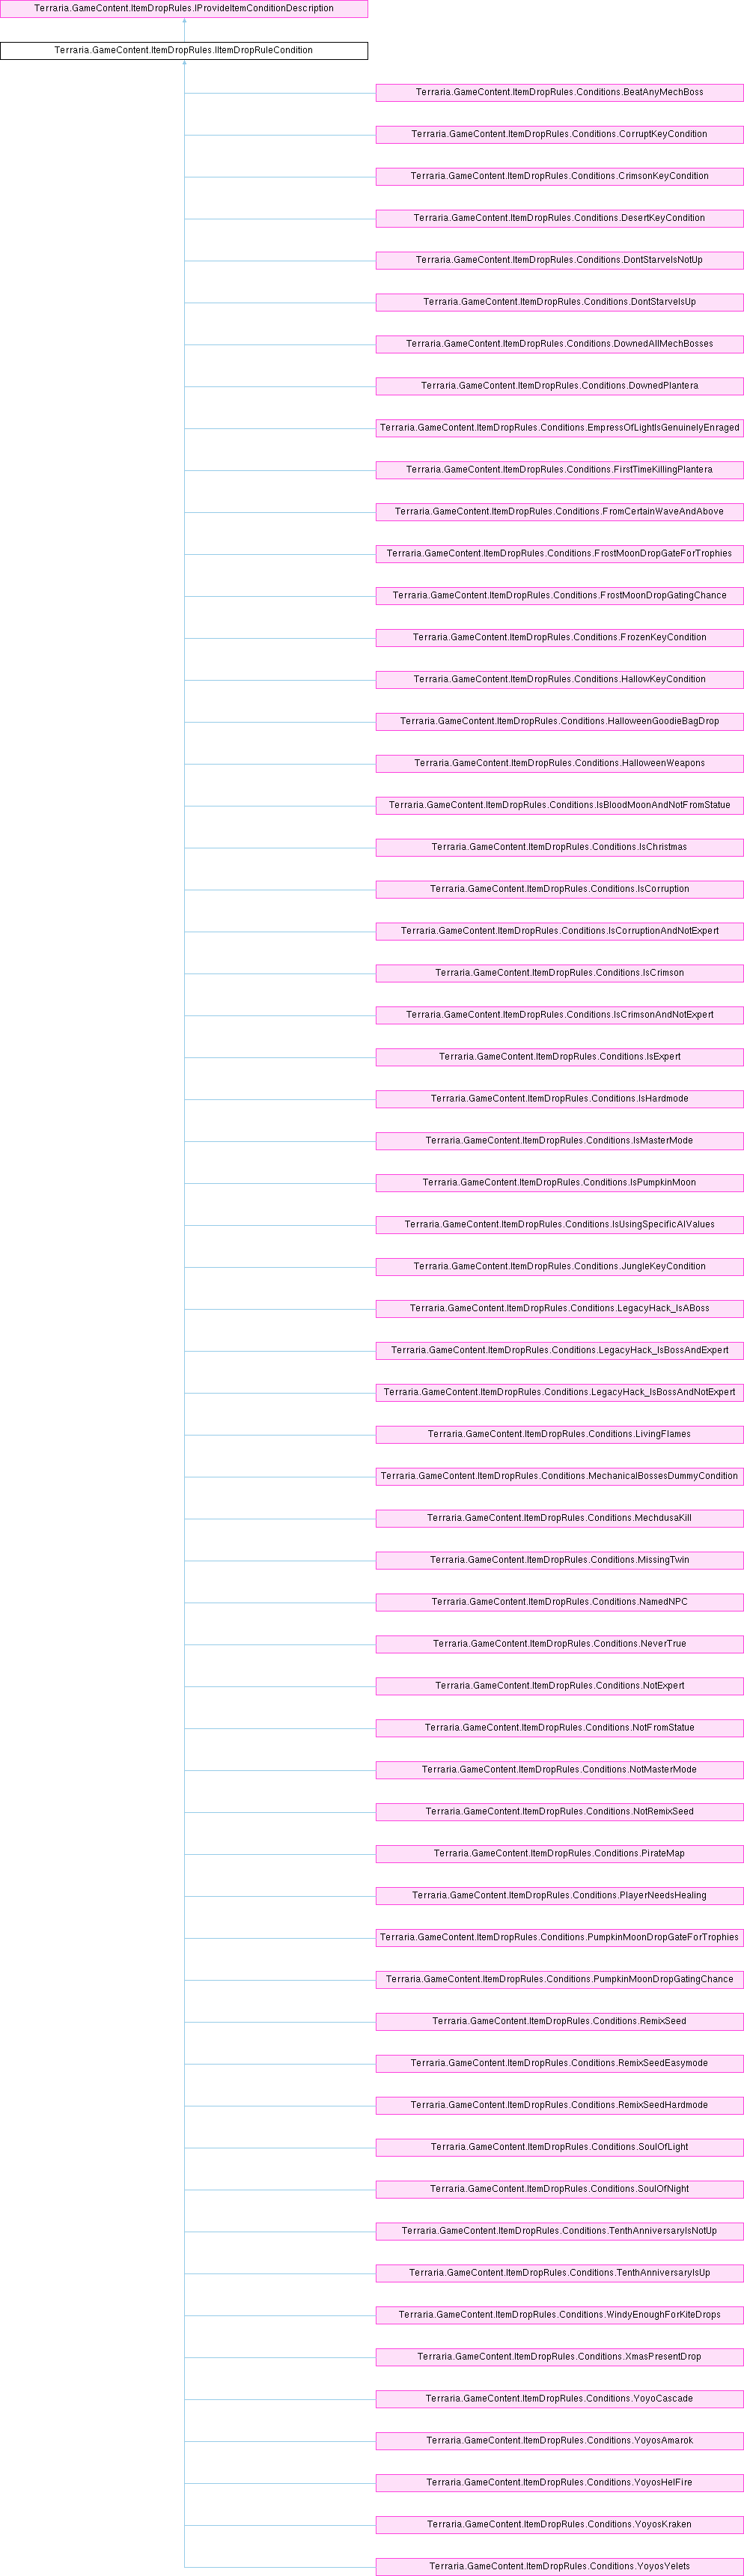 Terraria.GameContent.ItemDropRules.IProvideItemConditionDescription
Terraria.GameContent.ItemDropRules.IItemDropRuleCondition
Terraria.GameContent.ItemDropRules.Conditions.BeatAnyMechBoss
Terraria.GameContent.ItemDropRules.Conditions.CorruptKeyCondition
Terraria.GameContent.ItemDropRules.Conditions.CrimsonKeyCondition
Terraria.GameContent.ItemDropRules.Conditions.DesertKeyCondition
Terraria.GameContent.ItemDropRules.Conditions.DontStarveIsNotUp
Terraria.GameContent.ItemDropRules.Conditions.DontStarveIsUp
Terraria.GameContent.ItemDropRules.Conditions.DownedAllMechBosses
Terraria.GameContent.ItemDropRules.Conditions.DownedPlantera
Terraria.GameContent.ItemDropRules.Conditions.EmpressOfLightIsGenuinelyEnraged
Terraria.GameContent.ItemDropRules.Conditions.FirstTimeKillingPlantera
Terraria.GameContent.ItemDropRules.Conditions.FromCertainWaveAndAbove
Terraria.GameContent.ItemDropRules.Conditions.FrostMoonDropGateForTrophies
Terraria.GameContent.ItemDropRules.Conditions.FrostMoonDropGatingChance
Terraria.GameContent.ItemDropRules.Conditions.FrozenKeyCondition
Terraria.GameContent.ItemDropRules.Conditions.HallowKeyCondition
Terraria.GameContent.ItemDropRules.Conditions.HalloweenGoodieBagDrop
Terraria.GameContent.ItemDropRules.Conditions.HalloweenWeapons
Terraria.GameContent.ItemDropRules.Conditions.IsBloodMoonAndNotFromStatue
Terraria.GameContent.ItemDropRules.Conditions.IsChristmas
Terraria.GameContent.ItemDropRules.Conditions.IsCorruption
Terraria.GameContent.ItemDropRules.Conditions.IsCorruptionAndNotExpert
Terraria.GameContent.ItemDropRules.Conditions.IsCrimson
Terraria.GameContent.ItemDropRules.Conditions.IsCrimsonAndNotExpert
Terraria.GameContent.ItemDropRules.Conditions.IsExpert
Terraria.GameContent.ItemDropRules.Conditions.IsHardmode
Terraria.GameContent.ItemDropRules.Conditions.IsMasterMode
Terraria.GameContent.ItemDropRules.Conditions.IsPumpkinMoon
Terraria.GameContent.ItemDropRules.Conditions.IsUsingSpecificAIValues
Terraria.GameContent.ItemDropRules.Conditions.JungleKeyCondition
Terraria.GameContent.ItemDropRules.Conditions.LegacyHack_IsABoss
Terraria.GameContent.ItemDropRules.Conditions.LegacyHack_IsBossAndExpert
Terraria.GameContent.ItemDropRules.Conditions.LegacyHack_IsBossAndNotExpert
Terraria.GameContent.ItemDropRules.Conditions.LivingFlames
Terraria.GameContent.ItemDropRules.Conditions.MechanicalBossesDummyCondition
Terraria.GameContent.ItemDropRules.Conditions.MechdusaKill
Terraria.GameContent.ItemDropRules.Conditions.MissingTwin
Terraria.GameContent.ItemDropRules.Conditions.NamedNPC
Terraria.GameContent.ItemDropRules.Conditions.NeverTrue
Terraria.GameContent.ItemDropRules.Conditions.NotExpert
Terraria.GameContent.ItemDropRules.Conditions.NotFromStatue
Terraria.GameContent.ItemDropRules.Conditions.NotMasterMode
Terraria.GameContent.ItemDropRules.Conditions.NotRemixSeed
Terraria.GameContent.ItemDropRules.Conditions.PirateMap
Terraria.GameContent.ItemDropRules.Conditions.PlayerNeedsHealing
Terraria.GameContent.ItemDropRules.Conditions.PumpkinMoonDropGateForTrophies
Terraria.GameContent.ItemDropRules.Conditions.PumpkinMoonDropGatingChance
Terraria.GameContent.ItemDropRules.Conditions.RemixSeed
Terraria.GameContent.ItemDropRules.Conditions.RemixSeedEasymode
Terraria.GameContent.ItemDropRules.Conditions.RemixSeedHardmode
Terraria.GameContent.ItemDropRules.Conditions.SoulOfLight
Terraria.GameContent.ItemDropRules.Conditions.SoulOfNight
Terraria.GameContent.ItemDropRules.Conditions.TenthAnniversaryIsNotUp
Terraria.GameContent.ItemDropRules.Conditions.TenthAnniversaryIsUp
Terraria.GameContent.ItemDropRules.Conditions.WindyEnoughForKiteDrops
Terraria.GameContent.ItemDropRules.Conditions.XmasPresentDrop
Terraria.GameContent.ItemDropRules.Conditions.YoyoCascade
Terraria.GameContent.ItemDropRules.Conditions.YoyosAmarok
Terraria.GameContent.ItemDropRules.Conditions.YoyosHelFire
Terraria.GameContent.ItemDropRules.Conditions.YoyosKraken
Terraria.GameContent.ItemDropRules.Conditions.YoyosYelets